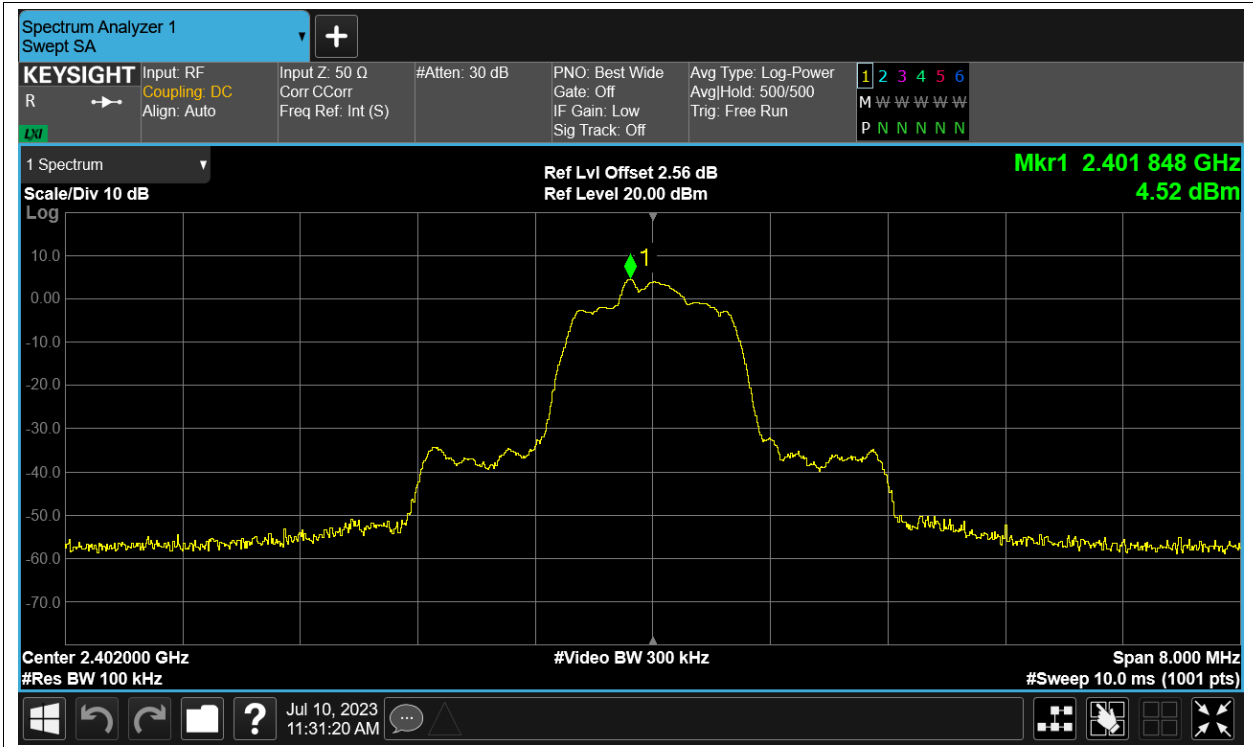 Spectrum Analyzer 1
Swept SA
KEYSIGHT
R
LXI
Input: RF
Coupling: DC
Align: Auto
Input Z: 50 Ω
Corr CCorr
Freq Ref: Int (S)
#Atten: 30 dB
PNO: Best Wide
Gate: Off
IF Gain: Low
Sig Track: Off
Avg Type: Log-Power
Avg|Hold: 500/500
Trig: Free Run
1 2 3 4 5 6
M W W W W W
P N N N N N
1 Spectrum
Scale/Div 10 dB
Log
Ref Lvl Offset 2.56 dB
Ref Level 20.00 dBm
Mkr1 2.401 848 GHz
4.52 dBm
1
10.0
0.00
-10.0
-20.0
-30.0
-40.0
-50.0
-60.0
-70.0
Center 2.402000 GHz
#Video BW 300 kHz
Span 8.000 MHz
#Res BW 100 kHz
#Sweep 10.0 ms (1001 pts)
?
Jul 10, 2023
11:31:20 AM